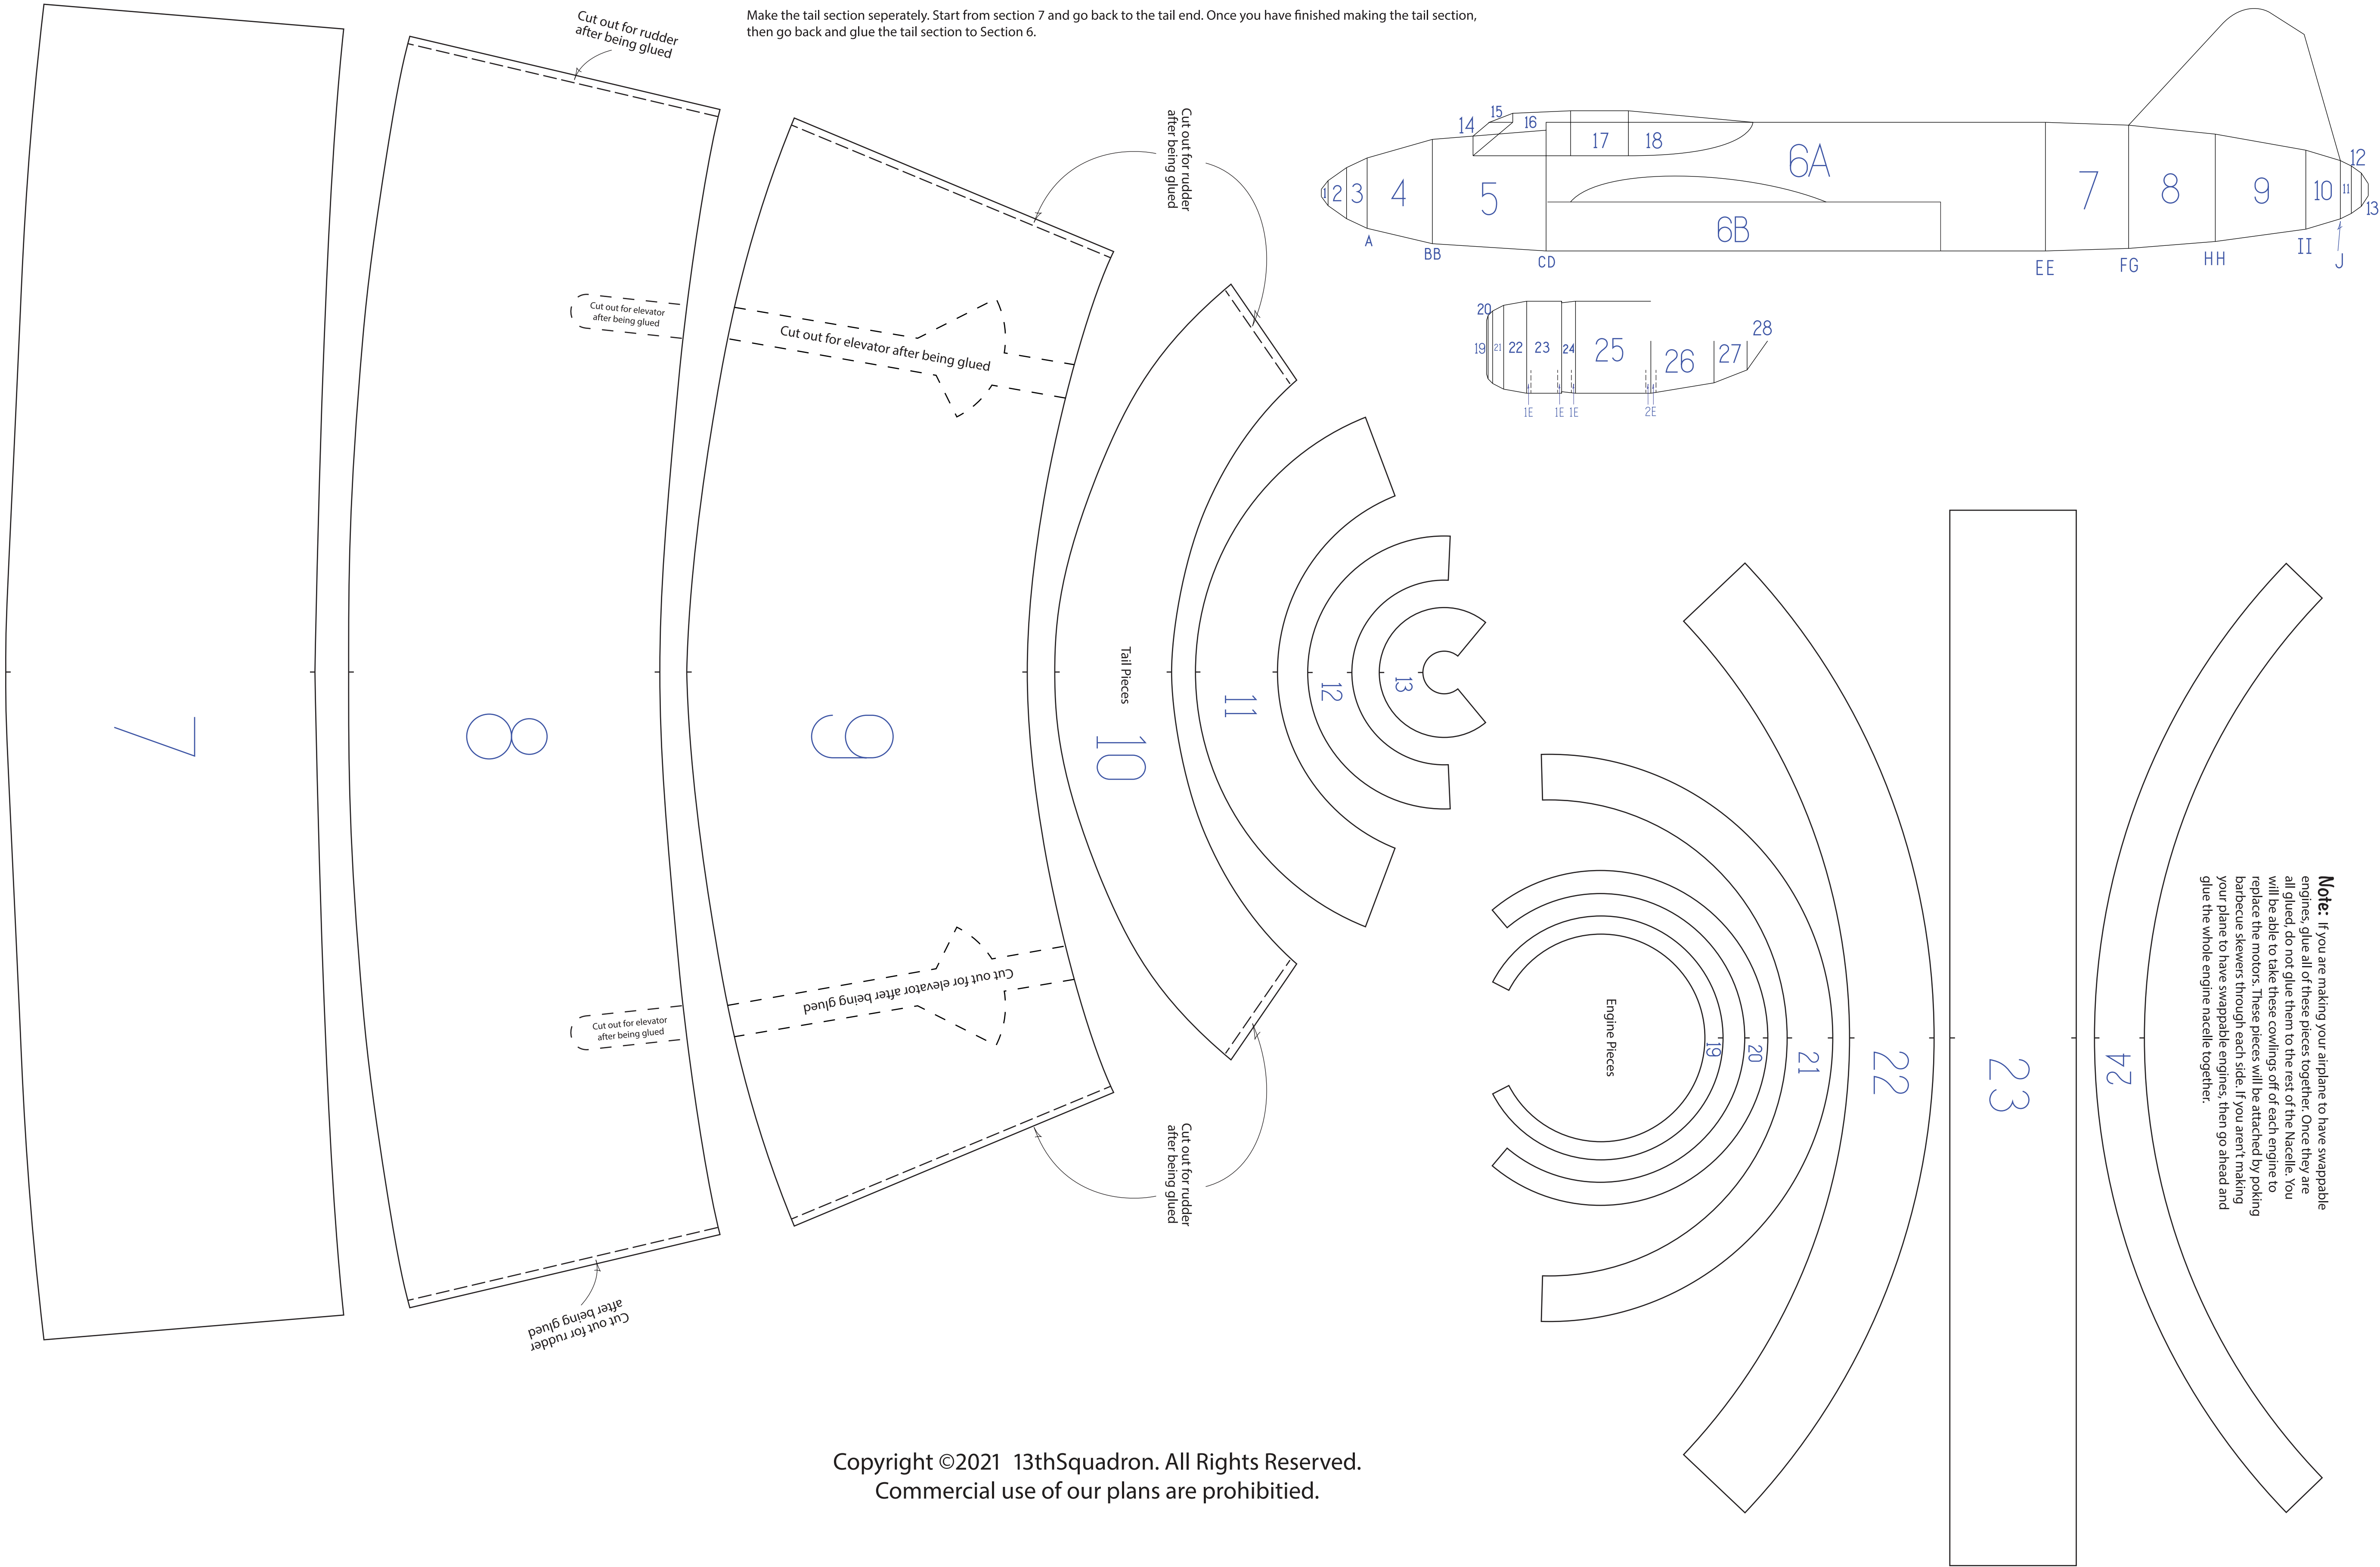 Make the tail section seperately. Start from section 7 and go back to the tail end. Once you have finished making the tail section,
then go back and glue the tail section to Section 6.
Cut out for rudder
after being glued
Cut out for rudder
after being glued
14
15
16
17
18
6A
1
2
3
4
5
6B
7
8
9
10
11
12
13
A
BB
CD
EE
FG
HH
II
J
Cut out for elevator
after being glued
Cut out for elevator after being glued
20
19
21
22
23
24
25
26
27
28
1E
1E
1E
2E
7
8
9
Tail Pieces
10
11
12
13
Cut out for elevator
after being glued
Cut out for elevator after being glued
Cut out for rudder
after being glued
Cut out for rudder
after being glued
Engine Pieces
19
20
21
22
23
24
Note: If you are making your airplane to have swappable
engines, glue all of these pieces together. Once they are
all glued, do not glue them to the rest of the Nacelle. You
will be able to take these cowlings off of each engine to
replace the motors. These pieces will be attached by poking
barbecue skewers through each side. If you aren't making
your plane to have swappable engines, then go ahead and
glue the whole engine nacelle together.
Copyright ©2021 13thSquadron. All Rights Reserved.
Commercial use of our plans are prohibitied.